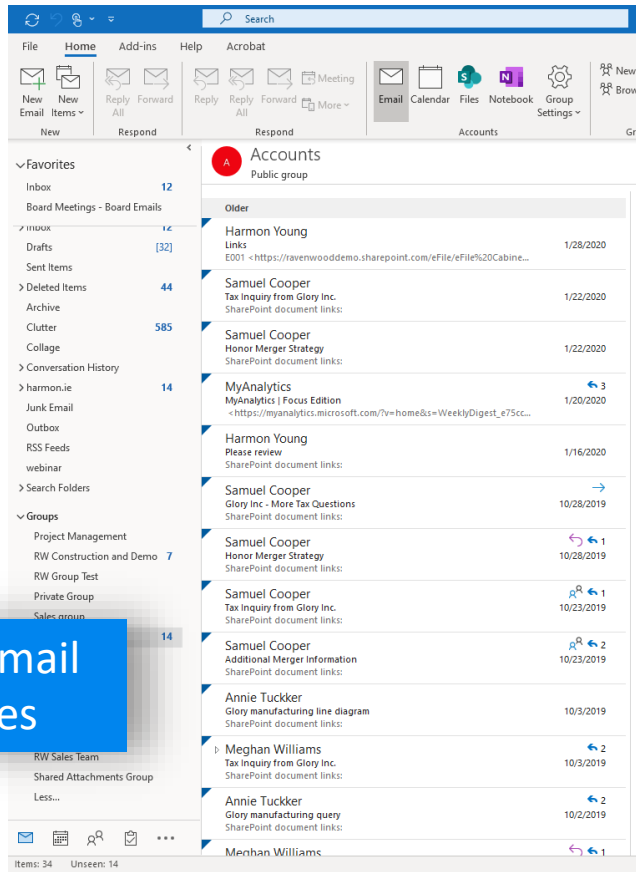 Search
File Home Add-ins Help Acrobat
New Email
New Items
Reply All
Forward
Reply
Reply All
Forward
Meeting
More
Email
Calendar
Files
Notebook
Group Settings
New
Brow
New Respond Respond Accounts Gr
Favorites
Inbox 12
Board Meetings - Board Emails
Inbox 12
Drafts [32]
Sent Items
Deleted Items 44
Archive
Clutter 585
Collage
Conversation History
harmon.ie 14
Junk Email
Outbox
RSS Feeds
webinar
Search Folders
Groups
Project Management
RW Construction and Demo 7
RW Group Test
Private Group
Sales group
14
mail
es
RW Sales Team
Shared Attachments Group
Less...
A
Accounts
Public group
Older
Harmon Young
Links 1/28/2020
E001 <https://ravenwooddemo.sharepoint.com/eFile/eFile%20Cabine...
Samuel Cooper
Tax Inquiry from Glory Inc. 1/22/2020
SharePoint document links:
Samuel Cooper
Honor Merger Strategy 1/22/2020
SharePoint document links:
MyAnalytics 3
MyAnalytics | Focus Edition 1/20/2020
<https://myanalytics.microsoft.com/?v=home&s=WeeklyDigest_e75cc...
Harmon Young
Please review 1/16/2020
SharePoint document links:
Samuel Cooper
Glory Inc - More Tax Questions 10/28/2019
SharePoint document links:
Samuel Cooper 1
Honor Merger Strategy 10/28/2019
SharePoint document links:
Samuel Cooper 1
Tax Inquiry from Glory Inc. 10/23/2019
SharePoint document links:
Samuel Cooper 2
Additional Merger Information 10/23/2019
SharePoint document links:
Annie Tuckker
Glory manufacturing line diagram 10/3/2019
SharePoint document links:
Meghan Williams 2
Tax Inquiry from Glory Inc. 10/3/2019
SharePoint document links:
Annie Tuckker 2
Glory manufacturing query 10/2/2019
SharePoint document links:
Meghan Williams 1
Items: 34 Unseen: 14